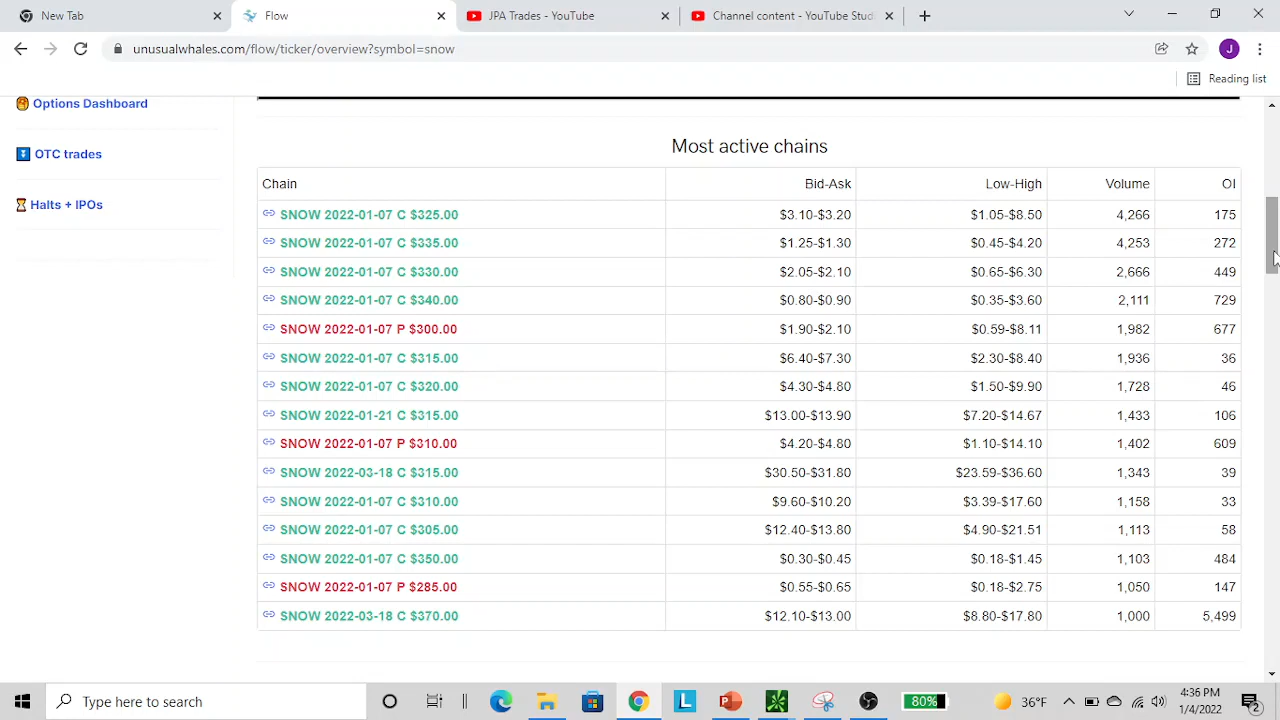 New Tab
Flow
JPA Trades - YouTube
Channel content - YouTube Stud
unusualwhales.com/flow/ticker/overview?symbol=snow
J
Reading list
Options Dashboard
OTC trades
Halts + IPOs
Most active chains
Chain Bid-Ask Low-High Volume OI
SNOW 2022-01-07 C $325.00 $3.10-$3.20 $1.05-$8.50 4,266 175
SNOW 2022-01-07 C $335.00 $1.25-$1.30 $0.45-$4.20 4,253 272
SNOW 2022-01-07 C $330.00 $2.05-$2.10 $0.65-$6.30 2,666 449
SNOW 2022-01-07 C $340.00 $0.80-$0.90 $0.35-$3.60 2,111 729
SNOW 2022-01-07 P $300.00 $1.90-$2.10 $0.59-$8.11 1,982 677
SNOW 2022-01-07 C $315.00 $6.40-$7.30 $2.30-$8.40 1,936 36
SNOW 2022-01-07 C $320.00 $4.30-$4.80 $1.50-$9.90 1,728 46
SNOW 2022-01-21 C $315.00 $13.00-$13.90 $7.20-$14.67 1,433 106
SNOW 2022-01-07 P $310.00 $4.20-$4.80 $1.10-$14.10 1,402 609
SNOW 2022-03-18 C $315.00 $30.50-$31.80 $23.59-$36.60 1,343 39
SNOW 2022-01-07 C $310.00 $9.60-$10.20 $3.39-$17.60 1,158 33
SNOW 2022-01-07 C $305.00 $12.40-$13.80 $4.90-$21.51 1,113 58
SNOW 2022-01-07 C $350.00 $0.30-$0.45 $0.18-$1.45 1,103 484
SNOW 2022-01-07 P $285.00 $0.55-$0.65 $0.18-$2.75 1,050 147
SNOW 2022-03-18 C $370.00 $12.10-$13.00 $8.80-$17.80 1,000 5,499
Type here to search
L
P
80%
36°F
4:36 PM
1/4/2022
2